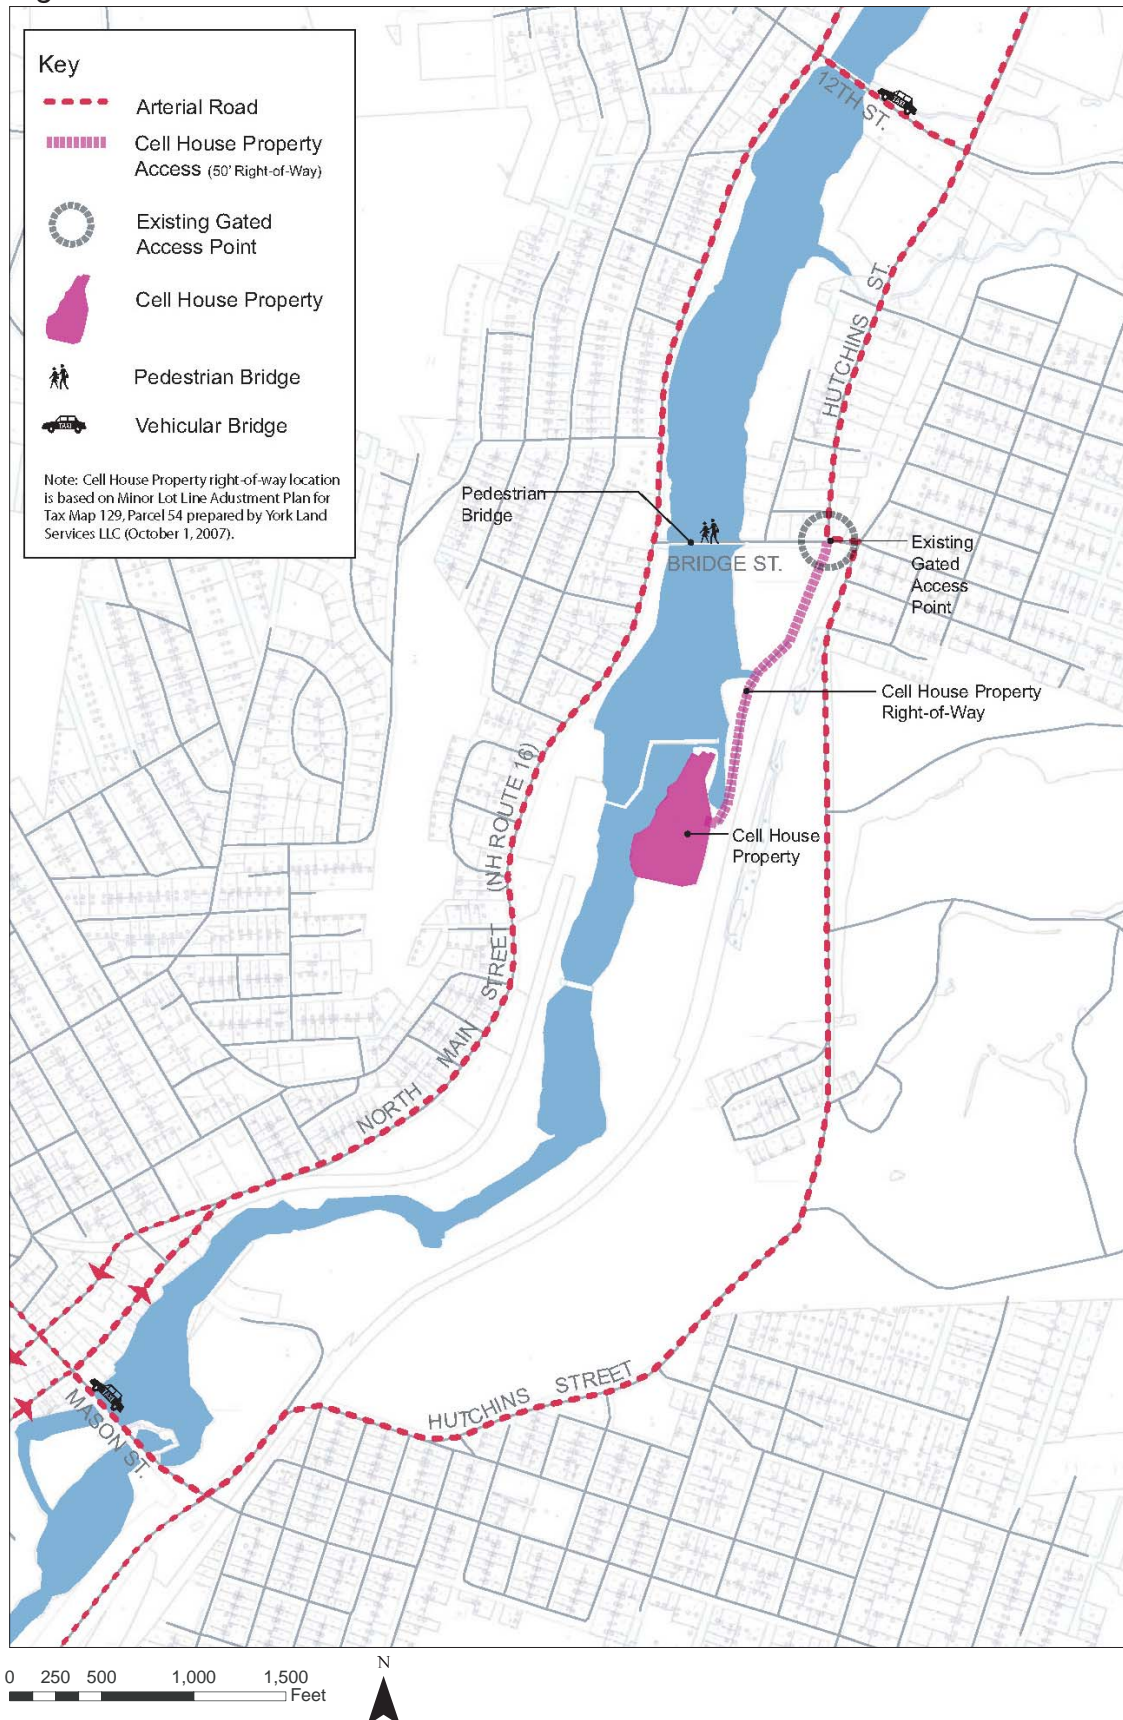 Key
Arterial Road
Cell House Property
Access (50' Right-of-Way)
Existing Gated
Access Point
Cell House Property
Pedestrian Bridge
Vehicular Bridge
Note: Cell House Property right-of-way location
is based on Minor Lot Line Adustment Plan for
Tax Map 129, Parcel 54 prepared by York Land
Services LLC (October 1, 2007).
12TH ST.
TAXI
HUTCHINS ST.
Pedestrian
Bridge
BRIDGE ST.
Existing
Gated
Access
Point
Cell House Property
Right-of-Way
Cell House
Property
NORTH MAIN STREET (NH ROUTE 16)
HUTCHINS STREET
MASON ST.
TAXI
0 250 500 1,000 1,500
Feet
N